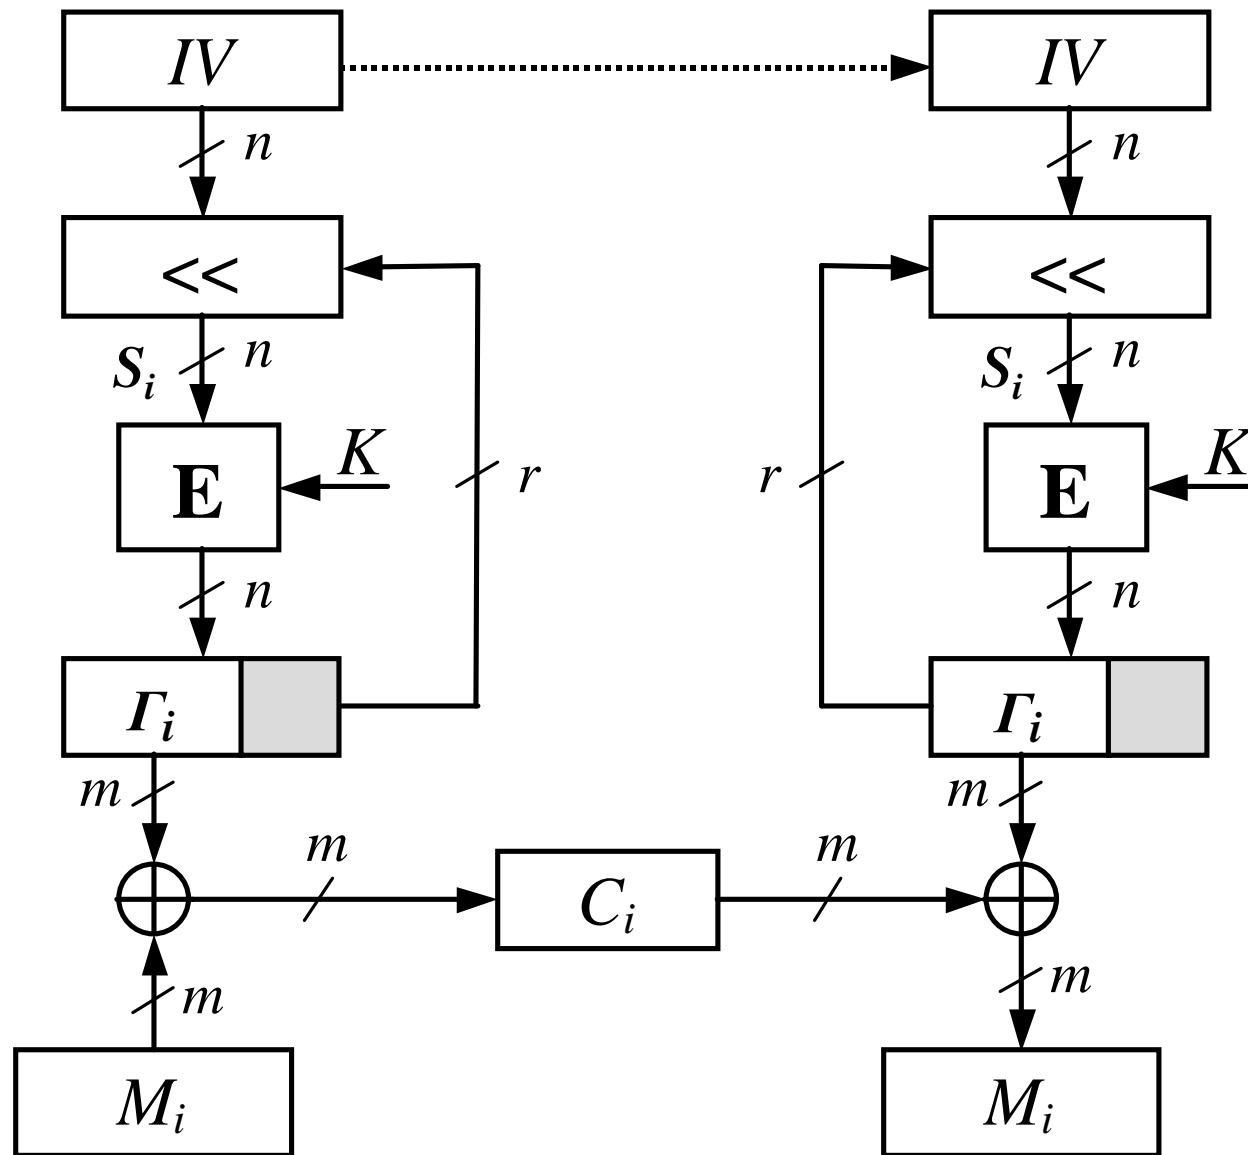 IV IV
n n
<< <<
S_i n S_i n
K K
E r r E
n n
Γ_i Γ_i
m m
m C_i m
m m
M_i M_i